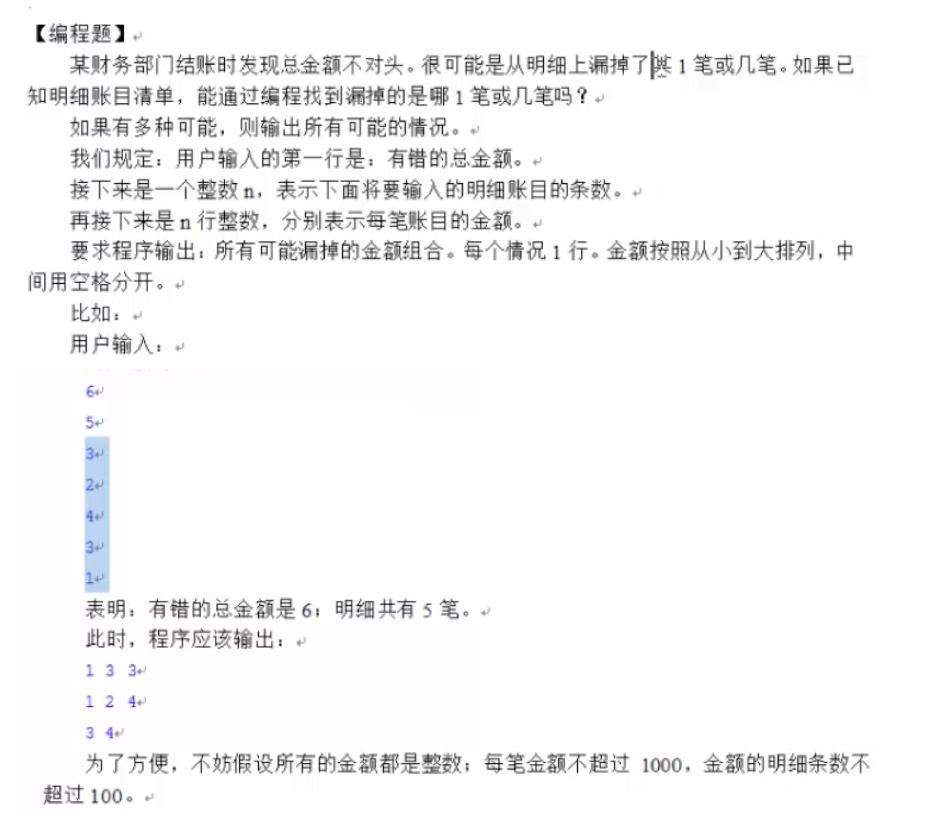 【编程题】
某财务部门结账时发现总金额不对头。很可能是从明细上漏掉了某 1 笔或几笔。如果已
知明细账目清单，能通过编程找到漏掉的是哪 1 笔或几笔吗？
如果有多种可能，则输出所有可能的情况。
我们规定：用户输入的第一行是：有错的总金额。
接下来是一个整数 n，表示下面将要输入的明细账目的条数。
再接下来是 n 行整数，分别表示每笔账目的金额。
要求程序输出：所有可能漏掉的金额组合。每个情况 1 行。金额按照从小到大排列，中
间用空格分开。
比如：
用户输入：
6
5
3
2
4
3
1
表明：有错的总金额是 6；明细共有 5 笔。
此时，程序应该输出：
1 3 3
1 2 4
3 4
为了方便，不妨假设所有的金额都是整数；每笔金额不超过 1000，金额的明细条数不
超过 100。